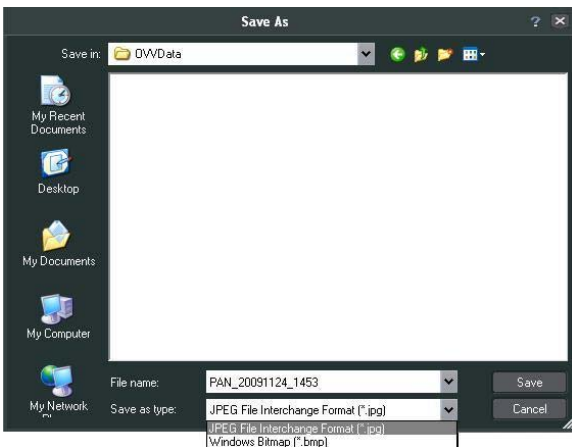 Save As
?
Save in:
OVVData
My Recent
Documents
Desktop
My Documents
My Computer
My Network
File name:
PAN_20091124_1453
Save
Save as type:
JPEG File Interchange Format (*.jpg)
Cancel
JPEG File Interchange Format (*.jpg)
Windows Bitmap (*.bmp)